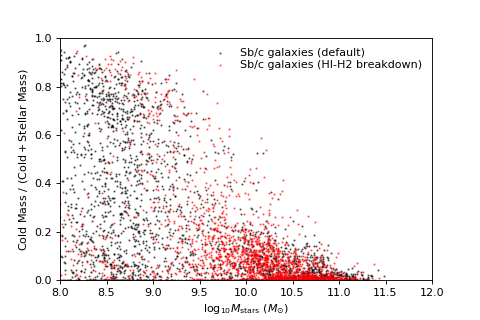 1.0
0.8
0.6
0.4
0.2
0.0
Cold Mass / (Cold + Stellar Mass)
Sb/c galaxies (default)
Sb/c galaxies (HI-H2 breakdown)
8.0 8.5 9.0 9.5 10.0 10.5 11.0 11.5 12.0
log₁₀M_stars (M_⊙)